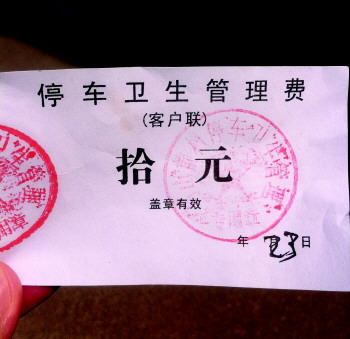 停车卫生管理费
(客户联)
拾元
盖章有效
年 日